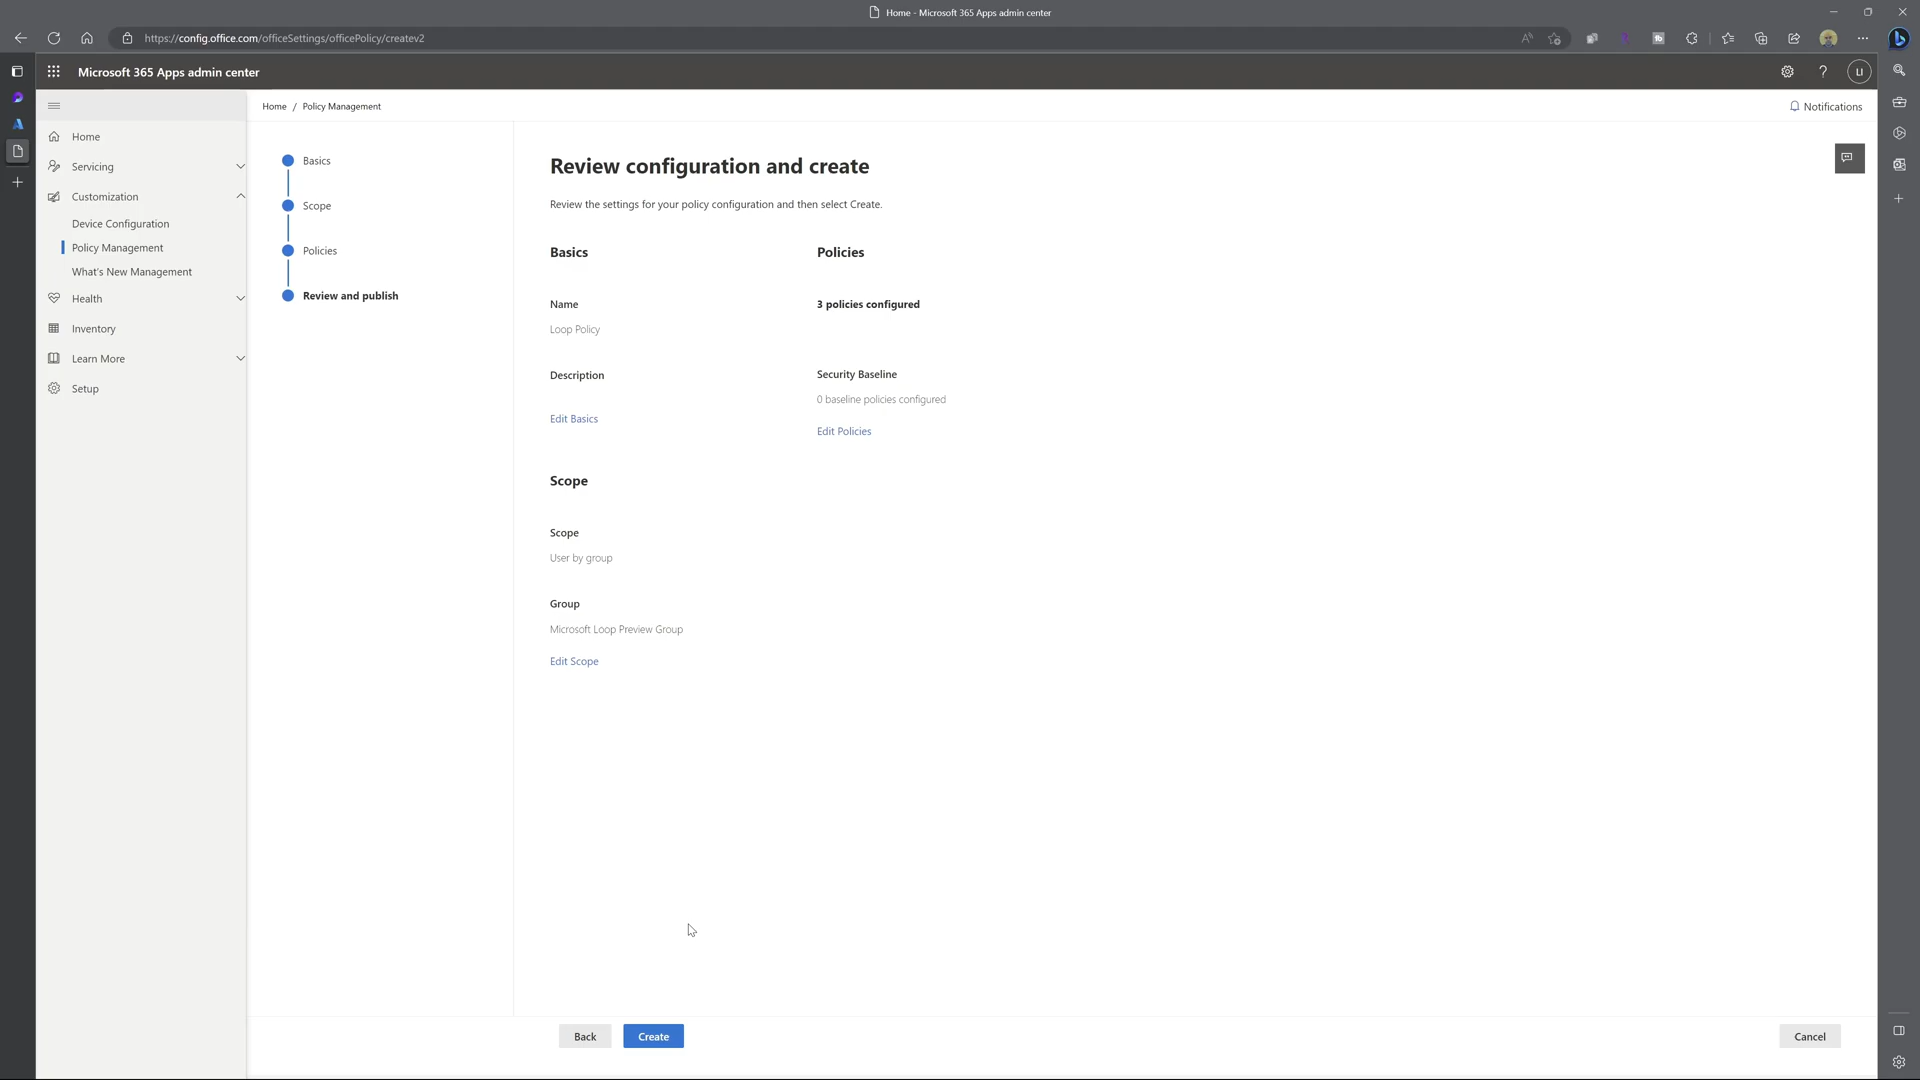 Home - Microsoft 365 Apps admin center
https://config.office.com/officeSettings/officePolicy/createv2
Microsoft 365 Apps admin center
LI
Home / Policy Management
Notifications
Home
Servicing
Customization
Device Configuration
Policy Management
What's New Management
Health
Inventory
Learn More
Setup
Basics
Scope
Policies
Review and publish
Review configuration and create
Review the settings for your policy configuration and then select Create.
Basics
Name
Loop Policy
Description
Edit Basics
Policies
3 policies configured
Security Baseline
0 baseline policies configured
Edit Policies
Scope
Scope
User by group
Group
Microsoft Loop Preview Group
Edit Scope
Back
Create
Cancel